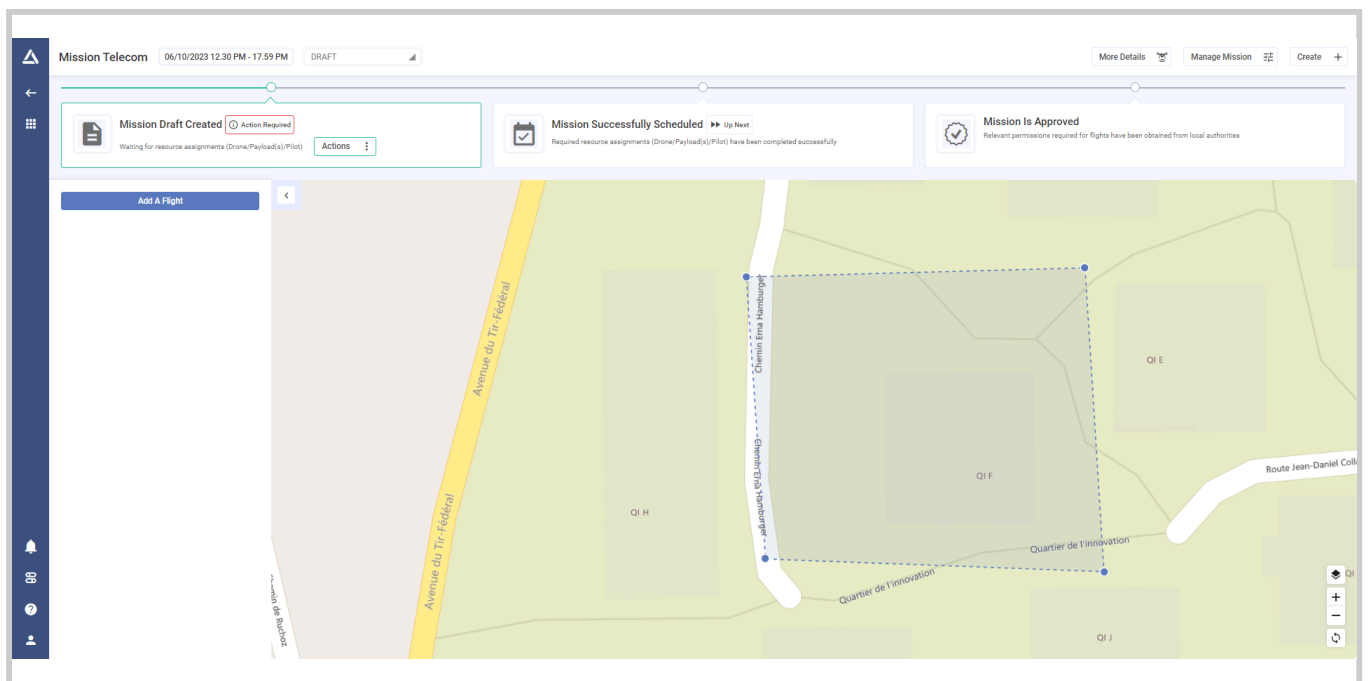 Mission Telecom
06/10/2023 12.30 PM - 17.59 PM
DRAFT
More Details
Manage Mission
Create
Mission Draft Created
Action Required
Waiting for resource assignments (Drone/Payload(s)/Pilot)
Actions
Mission Successfully Scheduled
Up Next
Required resource assignments (Drone/Payload(s)/Pilot) have been completed successfully
Mission Is Approved
Relevant permissions required for flights have been obtained from local authorities
Add A Flight
Avenue du Tir-Fédéral
Chemin Erna Hamburger
QI E
Chemin Erna Hamburger
Route Jean-Daniel Coll
QI F
QI H
Avenue du Tir-Fédéral
Quartier de l'innovation
Quartier de l'innovation
Chemin de Ruchoz
QI
QI J